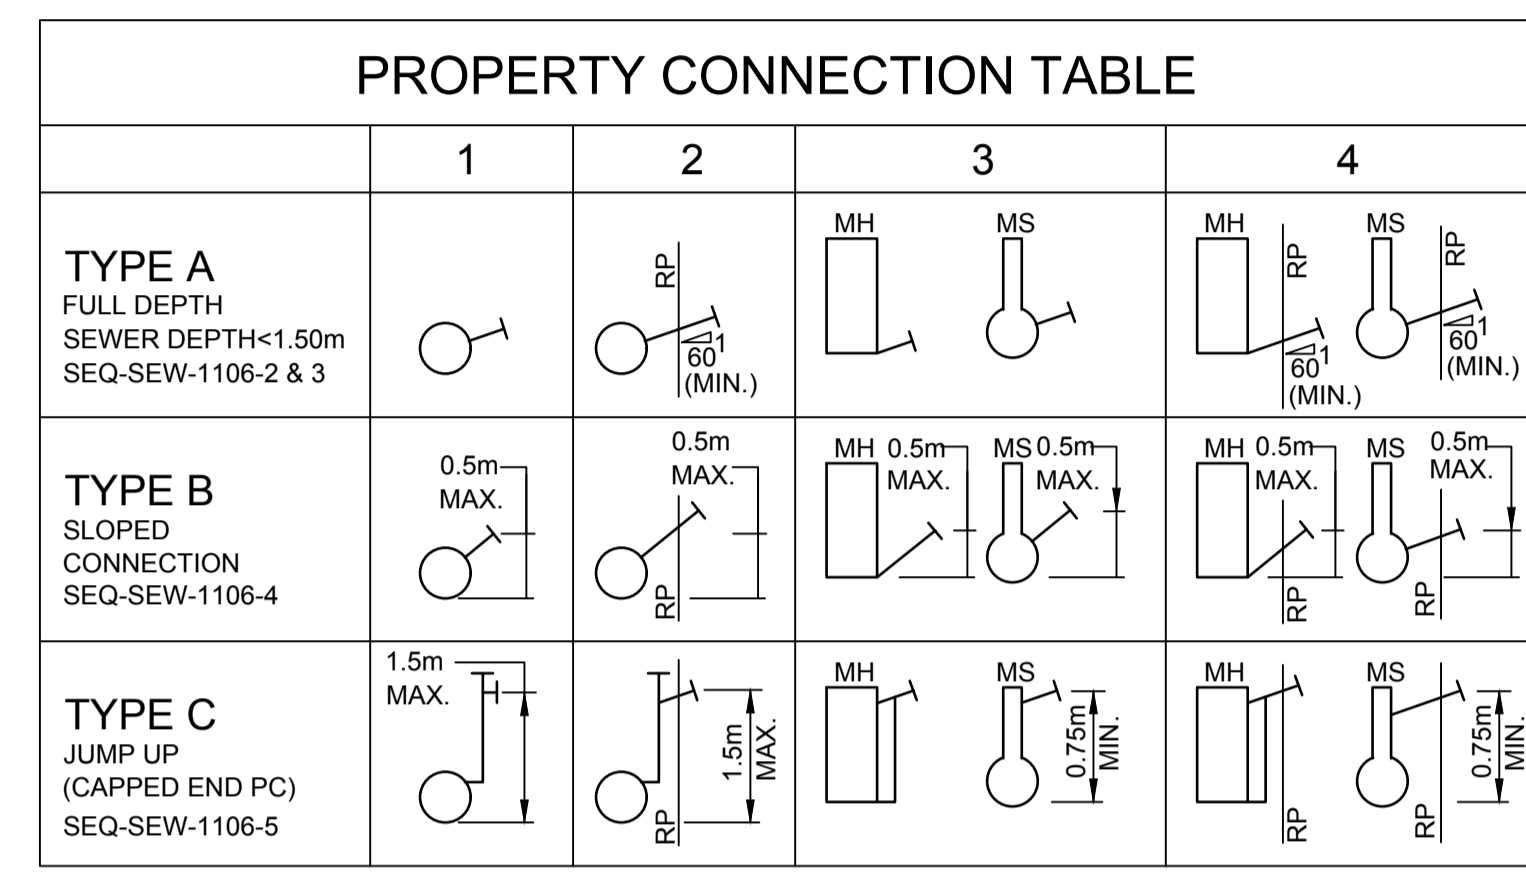 PROPERTY CONNECTION TABLE
1 2 3 4
TYPE A
FULL DEPTH
SEWER DEPTH<1.50m
SEQ-SEW-1106-2 & 3
RP
1
60
(MIN.)
MH MS
MH MS
RP
1
60
(MIN.)
RP
1
60
(MIN.)
TYPE B
SLOPED
CONNECTION
SEQ-SEW-1106-4
0.5m
MAX.
0.5m
MAX.
RP
MH 0.5m
MAX.
MS 0.5m
MAX.
MH 0.5m
MAX.
RP
MS 0.5m
MAX.
RP
TYPE C
JUMP UP
(CAPPED END PC)
SEQ-SEW-1106-5
1.5m
MAX.
1.5m
MAX.
RP
MH MS
0.75m
MIN.
MH MS
RP
RP
0.75m
MIN.